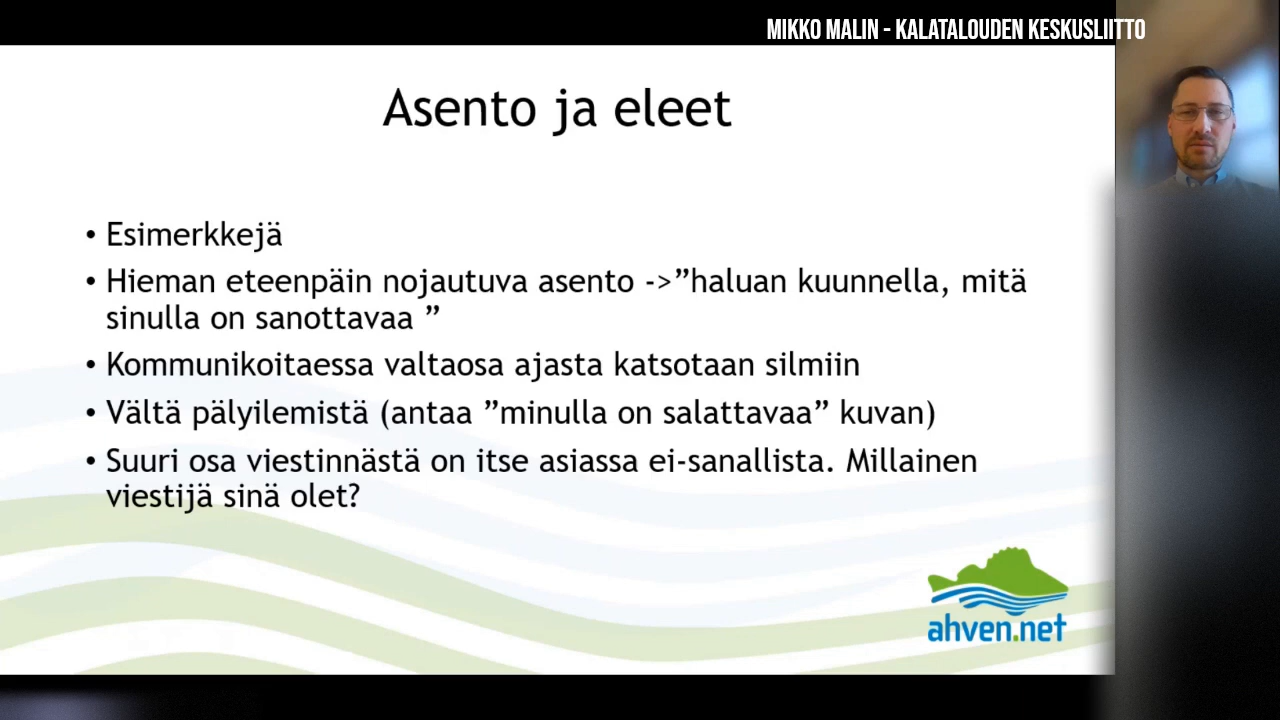 MIKKO MALIN - KALATALOUDEN KESKUSLIITTO
Asento ja eleet
• Esimerkkejä
• Hieman eteenpäin nojautuva asento ->”haluan kuunnella, mitä
sinulla on sanottavaa ”
• Kommunikoitaessa valtaosa ajasta katsotaan silmiin
• Vältä pälyilemistä (antaa ”minulla on salattavaa” kuvan)
• Suuri osa viestinnästä on itse asiassa ei-sanallista. Millainen
viestijä sinä olet?
ahven.net